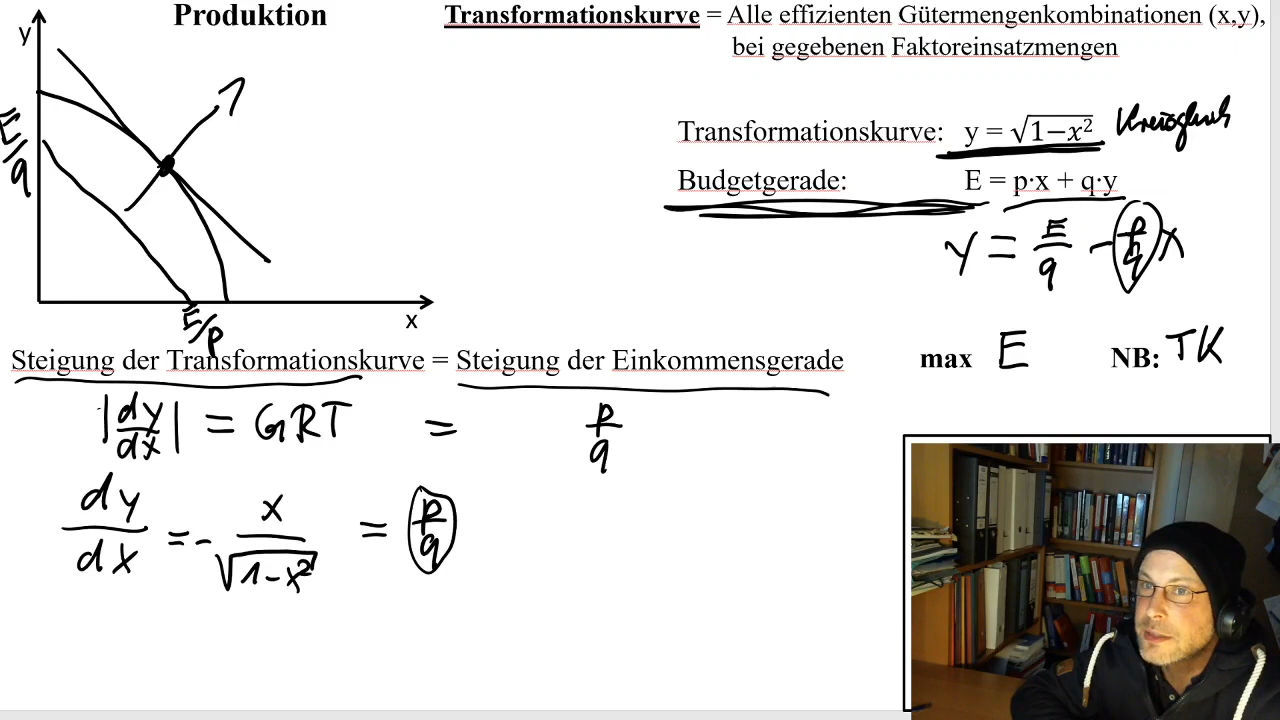 Produktion
Transformationskurve = Alle effizienten Gütermengenkombinationen (x,y),
bei gegebenen Faktoreinsatzmengen
y
E/q
E/p
x
Transformationskurve: y = √1−x²
Budgetgerade: E = p·x + q·y
y = E/q − p/q x
Steigung der Transformationskurve = Steigung der Einkommensgerade
max E NB: TK
|dy/dx| = GRT = p/q
dy/dx = − x/√1−x² = p/q